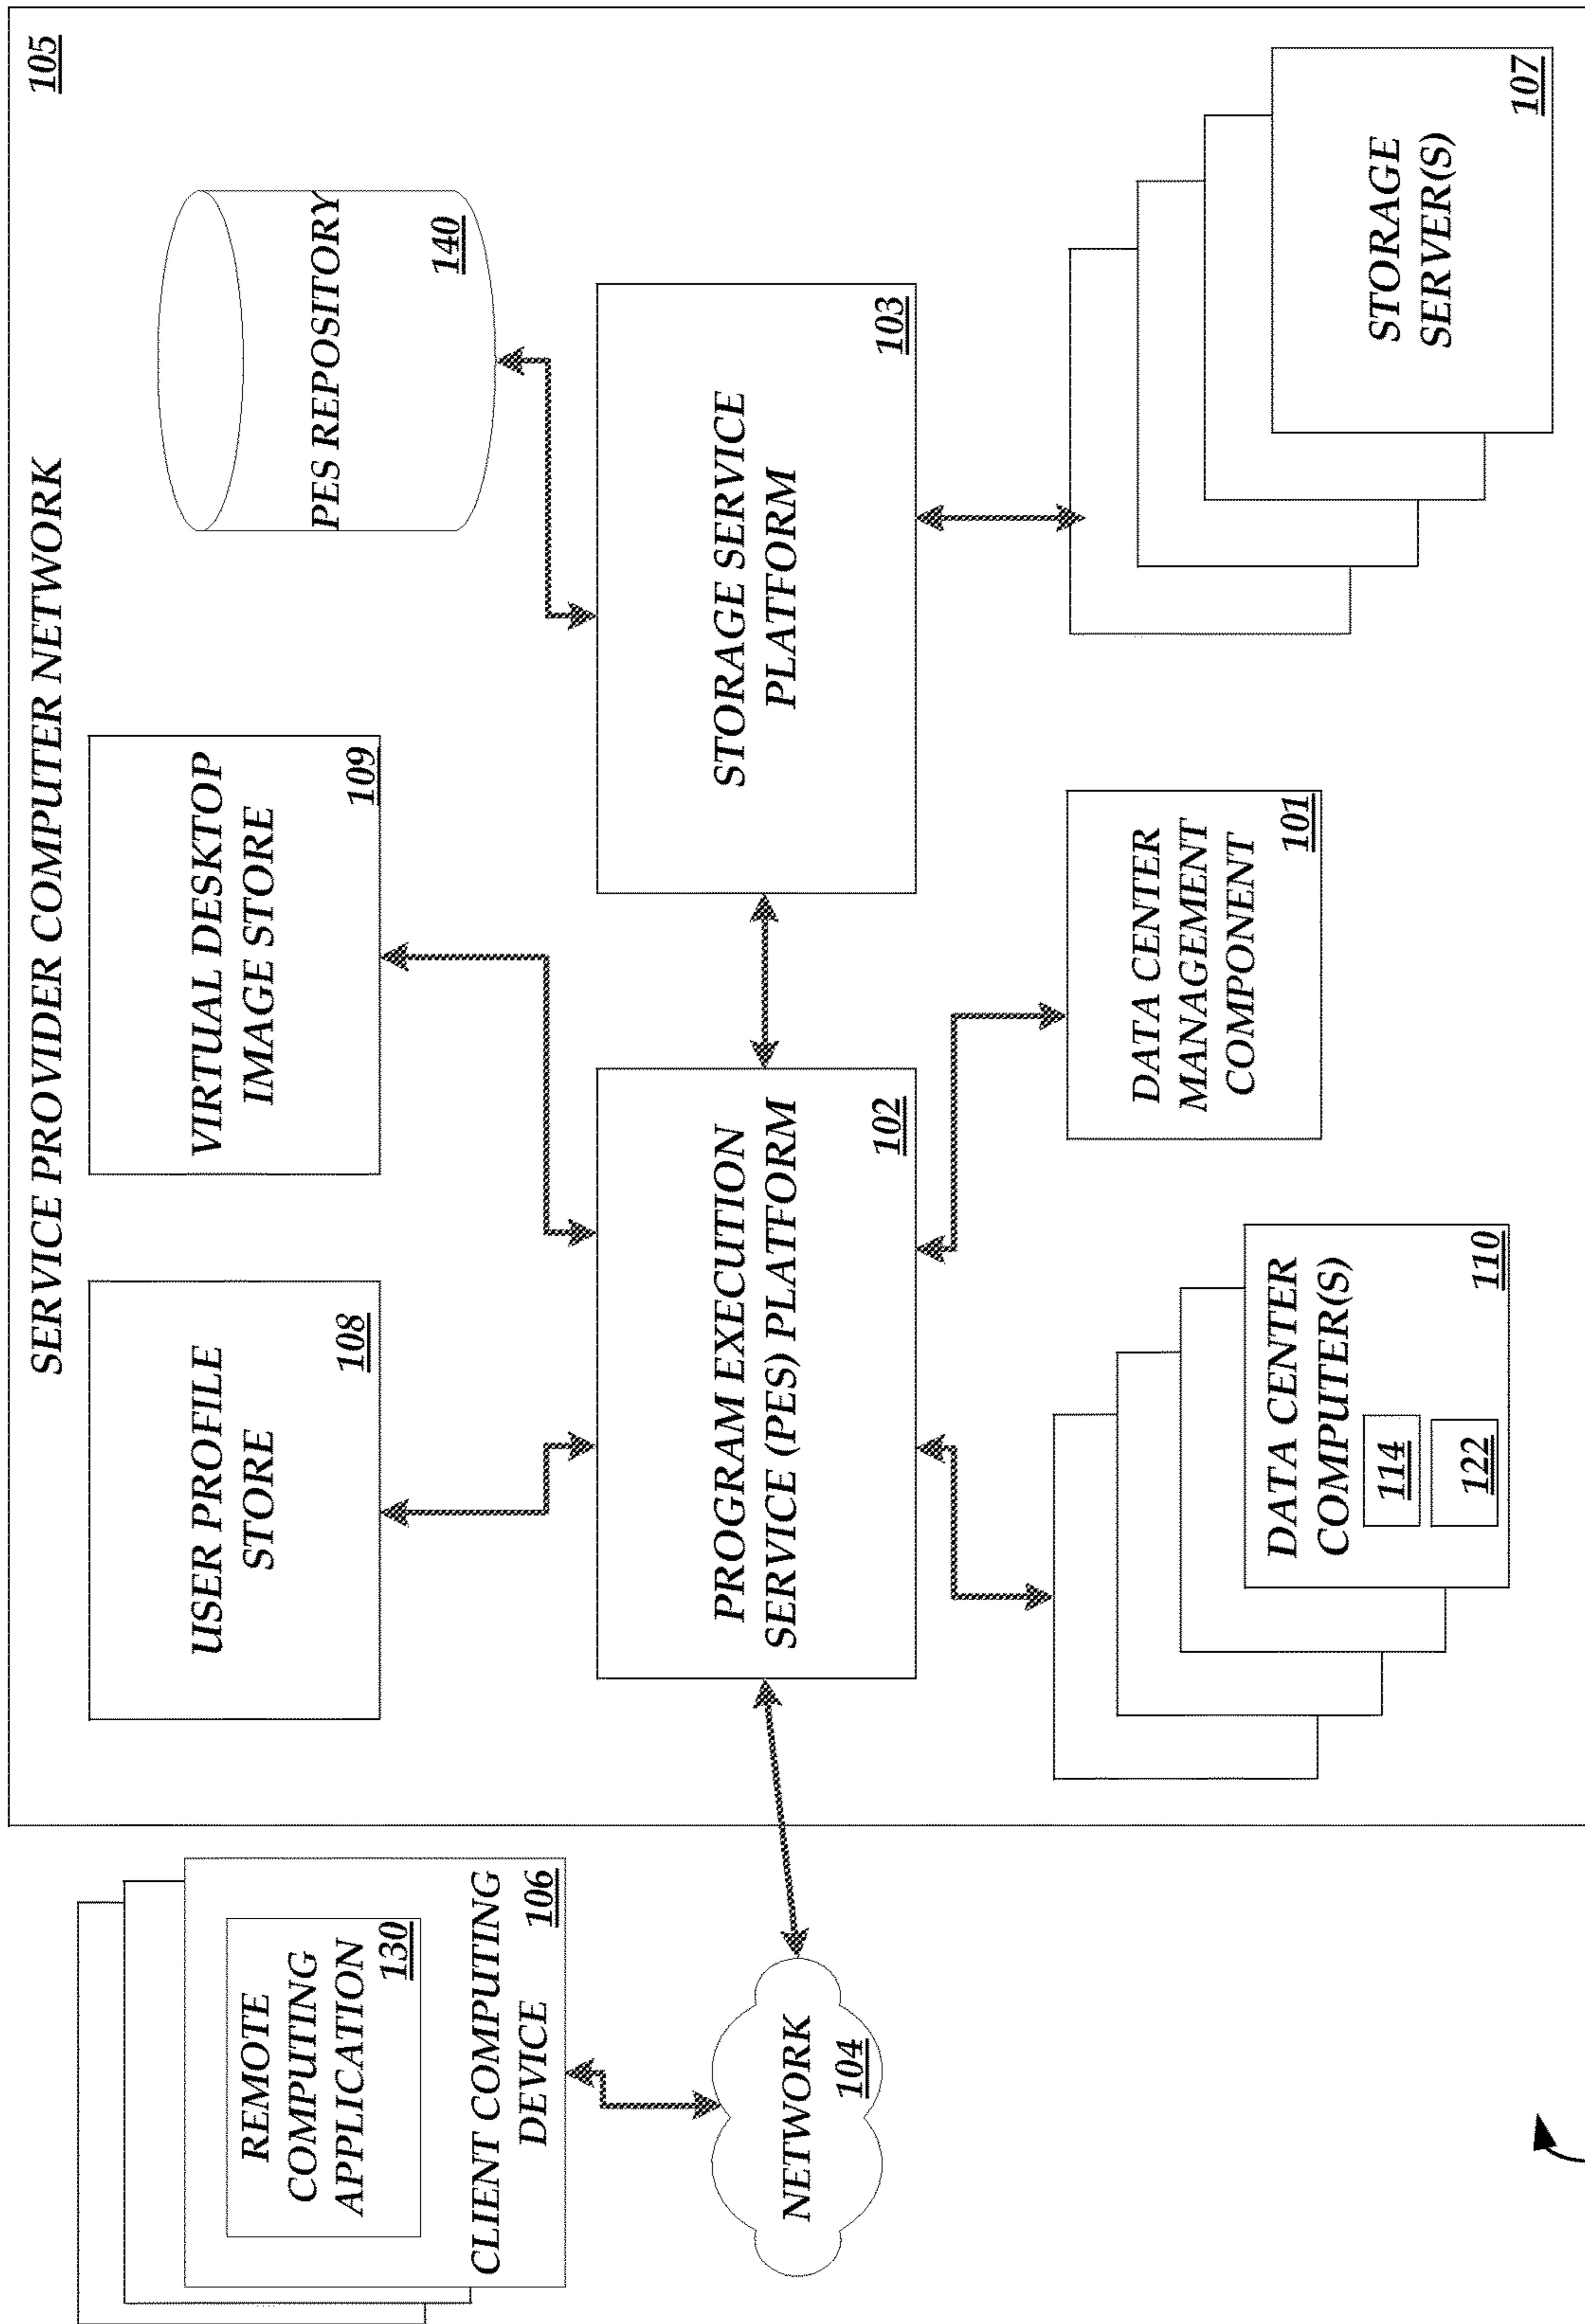 SERVICE PROVIDER COMPUTER NETWORK
105
REMOTE
COMPUTING
APPLICATION
130
CLIENT COMPUTING
DEVICE
106
NETWORK
104
USER PROFILE
STORE
108
VIRTUAL DESKTOP
IMAGE STORE
109
PES REPOSITORY
140
PROGRAM EXECUTION
SERVICE (PES) PLATFORM
102
STORAGE SERVICE
PLATFORM
103
DATA CENTER
COMPUTER(S)
114
122
110
DATA CENTER
MANAGEMENT
COMPONENT
101
STORAGE
SERVER(S)
107